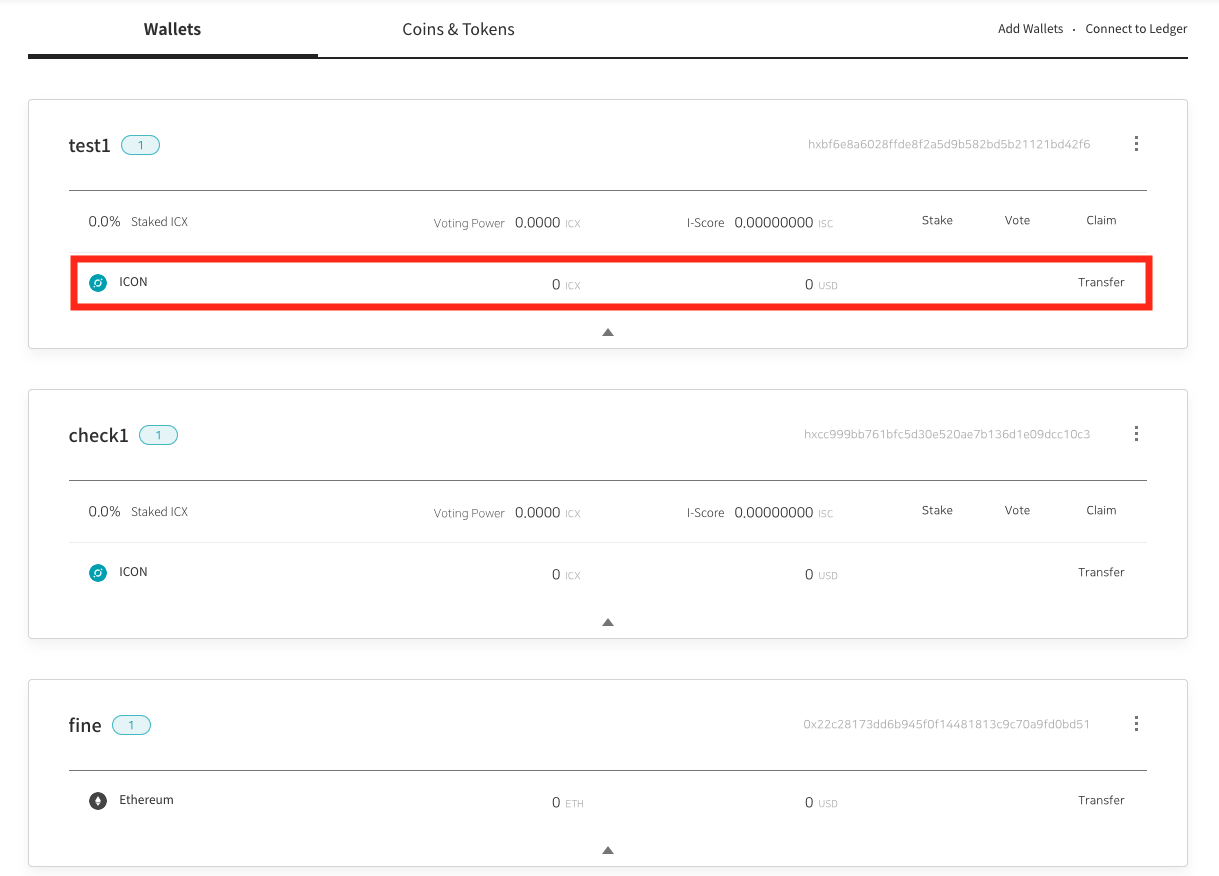 Wallets Coins & Tokens Add Wallets · Connect to Ledger
test1 1 hxbf6e8a6028ffde8f2a5d9b582bd5b21121bd42f6
0.0% Staked ICX Voting Power 0.0000 ICX I-Score 0.00000000 ISC Stake Vote Claim
ICON 0 ICX 0 USD Transfer
check1 1 hxcc999bb761bfc5d30e520ae7b136d1e09dcc10c3
0.0% Staked ICX Voting Power 0.0000 ICX I-Score 0.00000000 ISC Stake Vote Claim
ICON 0 ICX 0 USD Transfer
fine 1 0x22c28173dd6b945f0f14481813c9c70a9fd0bd51
Ethereum 0 ETH 0 USD Transfer